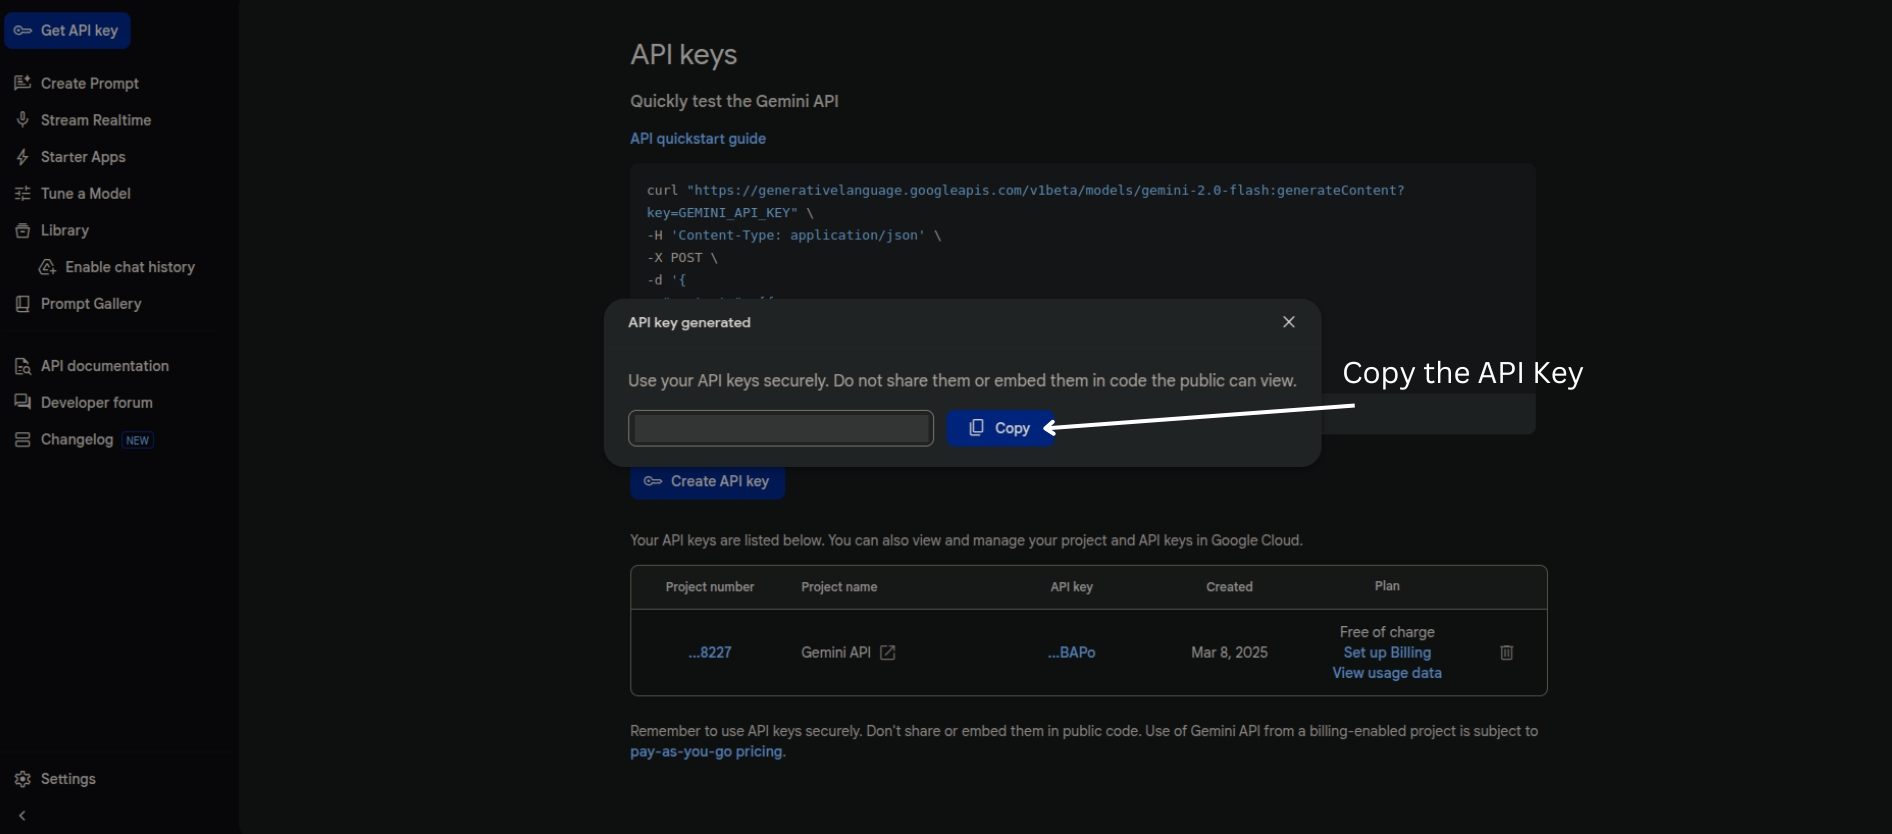 Get API key
Create Prompt
Stream Realtime
Starter Apps
Tune a Model
Library
Enable chat history
Prompt Gallery
API documentation
Developer forum
Changelog NEW
Settings
API keys
Quickly test the Gemini API
API quickstart guide
curl "https://generativelanguage.googleapis.com/v1beta/models/gemini-2.0-flash:generateContent?
key=GEMINI_API_KEY" \
-H 'Content-Type: application/json' \
-X POST \
-d '{
API key generated
Use your API keys securely. Do not share them or embed them in code the public can view.
Copy
Copy the API Key
Create API key
Your API keys are listed below. You can also view and manage your project and API keys in Google Cloud.
Project number Project name API key Created Plan
...8227 Gemini API ...BAPo Mar 8, 2025 Free of charge
Set up Billing
View usage data
Remember to use API keys securely. Don't share or embed them in public code. Use of Gemini API from a billing-enabled project is subject to
pay-as-you-go pricing.